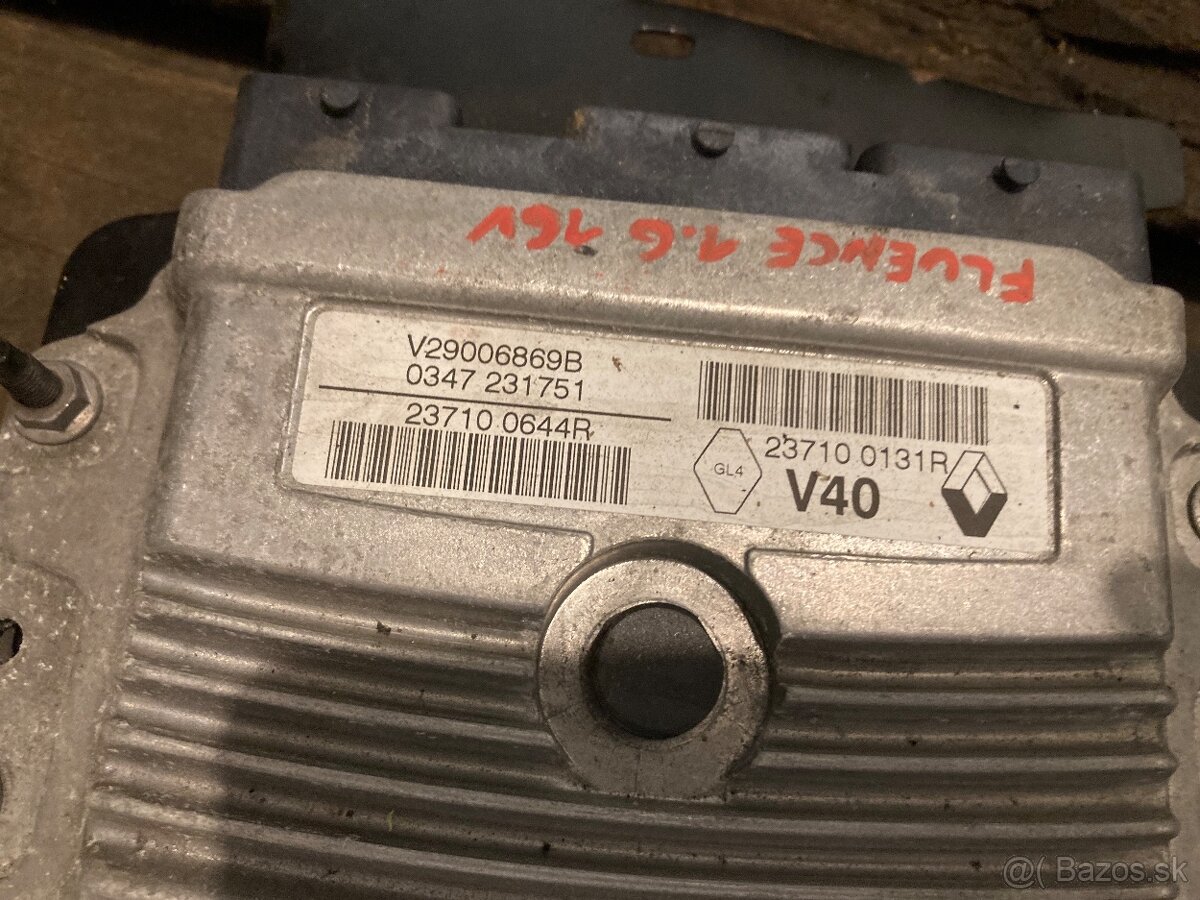 FLUENCE 1.6 16V
V29006869B
0347 231751
23710 0644R
GL4
23710 0131R
V40
@( Bazos.sk